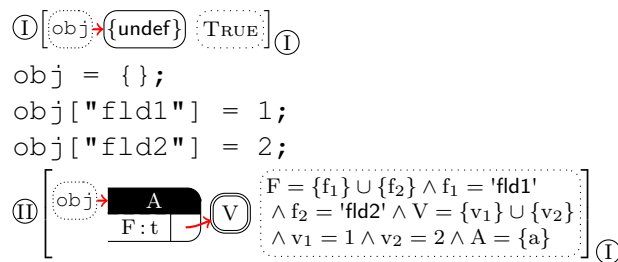 Ⓘ[obj→{undef} TRUE]Ⓘ
obj = {};
obj["fld1"] = 1;
obj["fld2"] = 2;
Ⓘⓘ[obj→ A
F : t
V
F = {f₁} ∪ {f₂} ∧ f₁ = 'fld1'
∧ f₂ = 'fld2' ∧ V = {v₁} ∪ {v₂}
∧ v₁ = 1 ∧ v₂ = 2 ∧ A = {a}
]Ⓘ